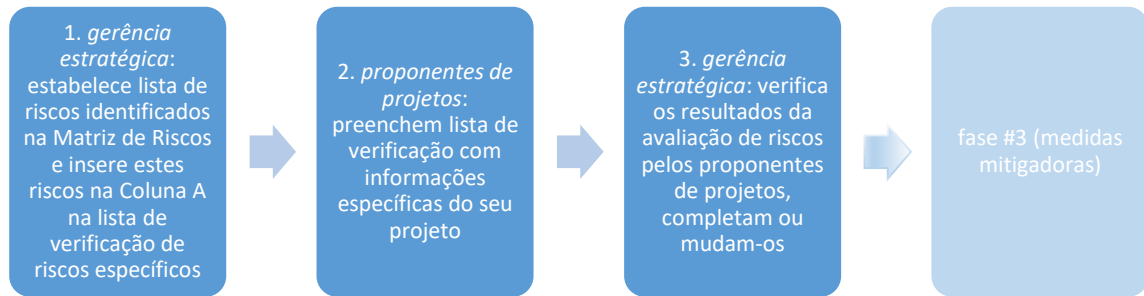 1. gerência
estratégica:
estabelece lista de
riscos identificados
na Matriz de Riscos
e insere estes
riscos na Coluna A
na lista de
verificação de
riscos específicos
2. proponentes de
projetos:
preenchem lista de
verificação com
informações
específicas do seu
projeto
3. gerência
estratégica: verifica
os resultados da
avaliação de riscos
pelos proponentes
de projetos,
completam ou
mudam-os
fase #3 (medidas
mitigadoras)